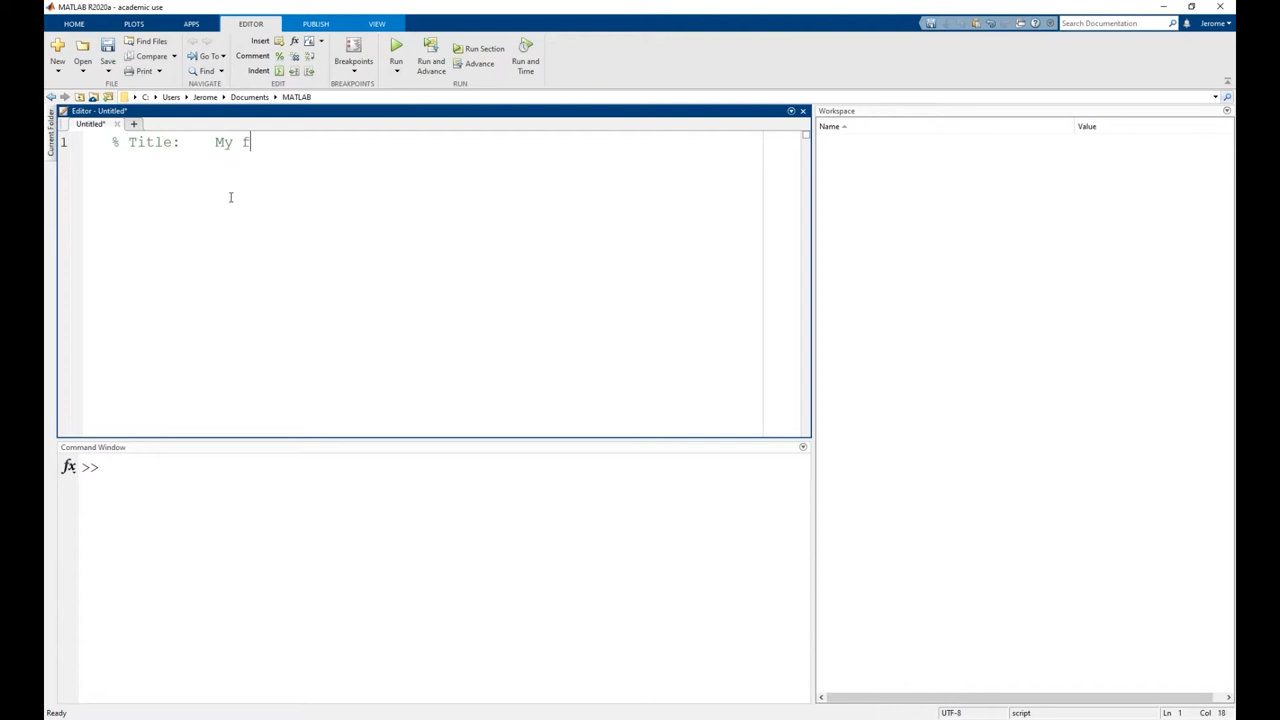 MATLAB R2020a - academic use
HOME PLOTS APPS EDITOR PUBLISH VIEW
Search Documentation
Jerome
New
Open
Save
Find Files
Compare
Print
FILE
Go To
Find
NAVIGATE
Insert fx
Comment % %
Indent
EDIT
Breakpoints
BREAKPOINTS
Run
Run and
Advance
Run Section
Advance
Run and
Time
RUN
C: Users Jerome Documents MATLAB
Current Folder
Editor - Untitled*
Untitled* +
1 % Title: My f
Command Window
fx >>
Workspace
Name Value
Ready
UTF-8 script Ln 1 Col 18